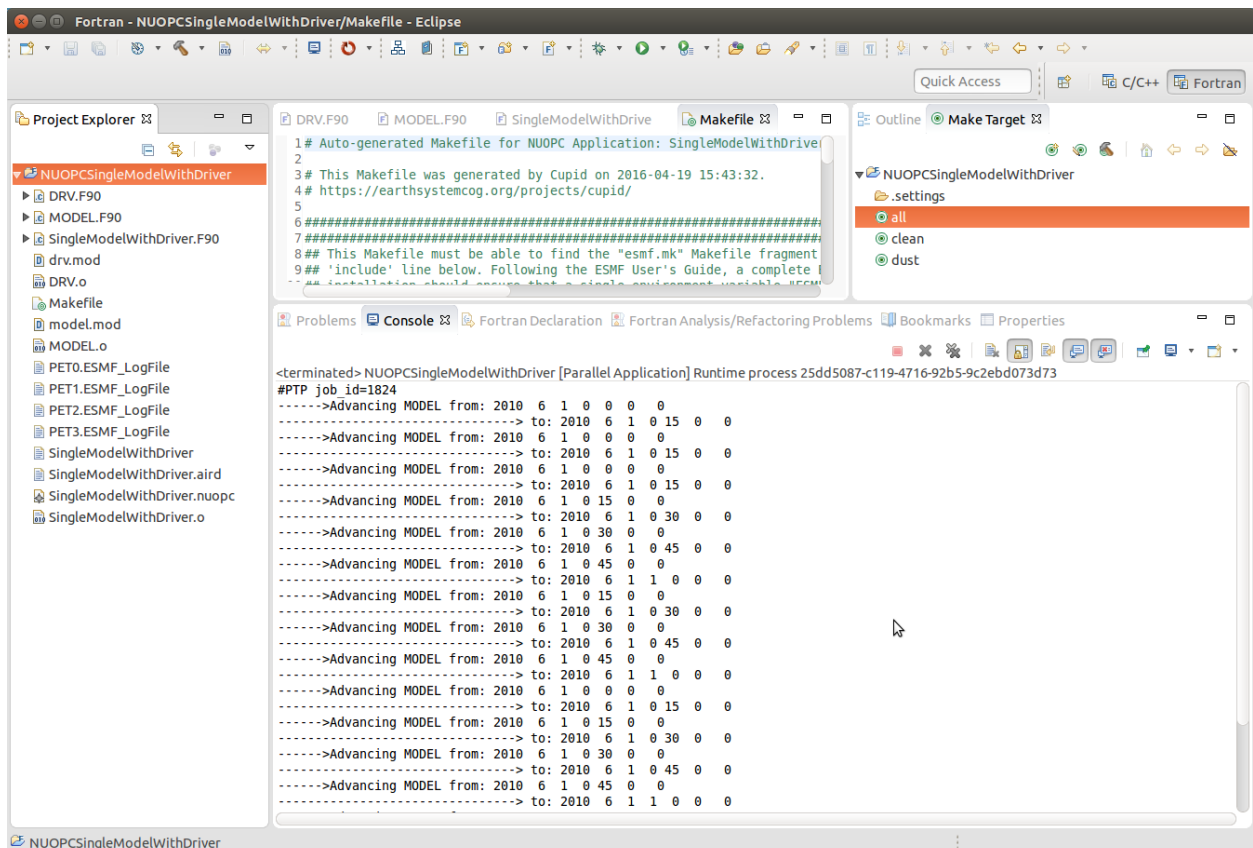 Fortran - NUOPCSingleModelWithDriver/Makefile - Eclipse
Quick Access
C/C++
Fortran
Project Explorer
NUOPCSingleModelWithDriver
DRV.F90
MODEL.F90
SingleModelWithDriver.F90
drv.mod
DRV.o
Makefile
model.mod
MODEL.o
PET0.ESMF_LogFile
PET1.ESMF_LogFile
PET2.ESMF_LogFile
PET3.ESMF_LogFile
SingleModelWithDriver
SingleModelWithDriver.aird
SingleModelWithDriver.nuopc
SingleModelWithDriver.o
DRV.F90 MODEL.F90 SingleModelWithDrive Makefile
1# Auto-generated Makefile for NUOPC Application: SingleModelWithDriver
2
3# This Makefile was generated by Cupid on 2016-04-19 15:43:32.
4# https://earthsystemcog.org/projects/cupid/
5
6######################################################################
7######################################################################
8## This Makefile must be able to find the "esmf.mk" Makefile fragment
9## 'include' line below. Following the ESMF User's Guide, a complete
## installation should ensure that a single environment variable "ESMF
Outline Make Target
NUOPCSingleModelWithDriver
.settings
all
clean
dust
Problems Console Fortran Declaration Fortran Analysis/Refactoring Problems Bookmarks Properties
<terminated> NUOPCSingleModelWithDriver [Parallel Application] Runtime process 25dd5087-c119-4716-92b5-9c2ebd073d73
#PTP job_id=1824
------>Advancing MODEL from: 2010 6 1 0 0 0 0
--------------------------------> to: 2010 6 1 0 15 0 0
------>Advancing MODEL from: 2010 6 1 0 0 0 0
--------------------------------> to: 2010 6 1 0 15 0 0
------>Advancing MODEL from: 2010 6 1 0 0 0 0
--------------------------------> to: 2010 6 1 0 15 0 0
------>Advancing MODEL from: 2010 6 1 0 15 0 0
--------------------------------> to: 2010 6 1 0 30 0 0
------>Advancing MODEL from: 2010 6 1 0 30 0 0
--------------------------------> to: 2010 6 1 0 45 0 0
------>Advancing MODEL from: 2010 6 1 0 45 0 0
--------------------------------> to: 2010 6 1 1 0 0 0
------>Advancing MODEL from: 2010 6 1 0 15 0 0
--------------------------------> to: 2010 6 1 0 30 0 0
------>Advancing MODEL from: 2010 6 1 0 30 0 0
--------------------------------> to: 2010 6 1 0 45 0 0
------>Advancing MODEL from: 2010 6 1 0 45 0 0
--------------------------------> to: 2010 6 1 1 0 0 0
------>Advancing MODEL from: 2010 6 1 0 0 0 0
--------------------------------> to: 2010 6 1 0 15 0 0
------>Advancing MODEL from: 2010 6 1 0 15 0 0
--------------------------------> to: 2010 6 1 0 30 0 0
------>Advancing MODEL from: 2010 6 1 0 30 0 0
--------------------------------> to: 2010 6 1 0 45 0 0
------>Advancing MODEL from: 2010 6 1 0 45 0 0
--------------------------------> to: 2010 6 1 1 0 0 0
NUOPCSingleModelWithDriver